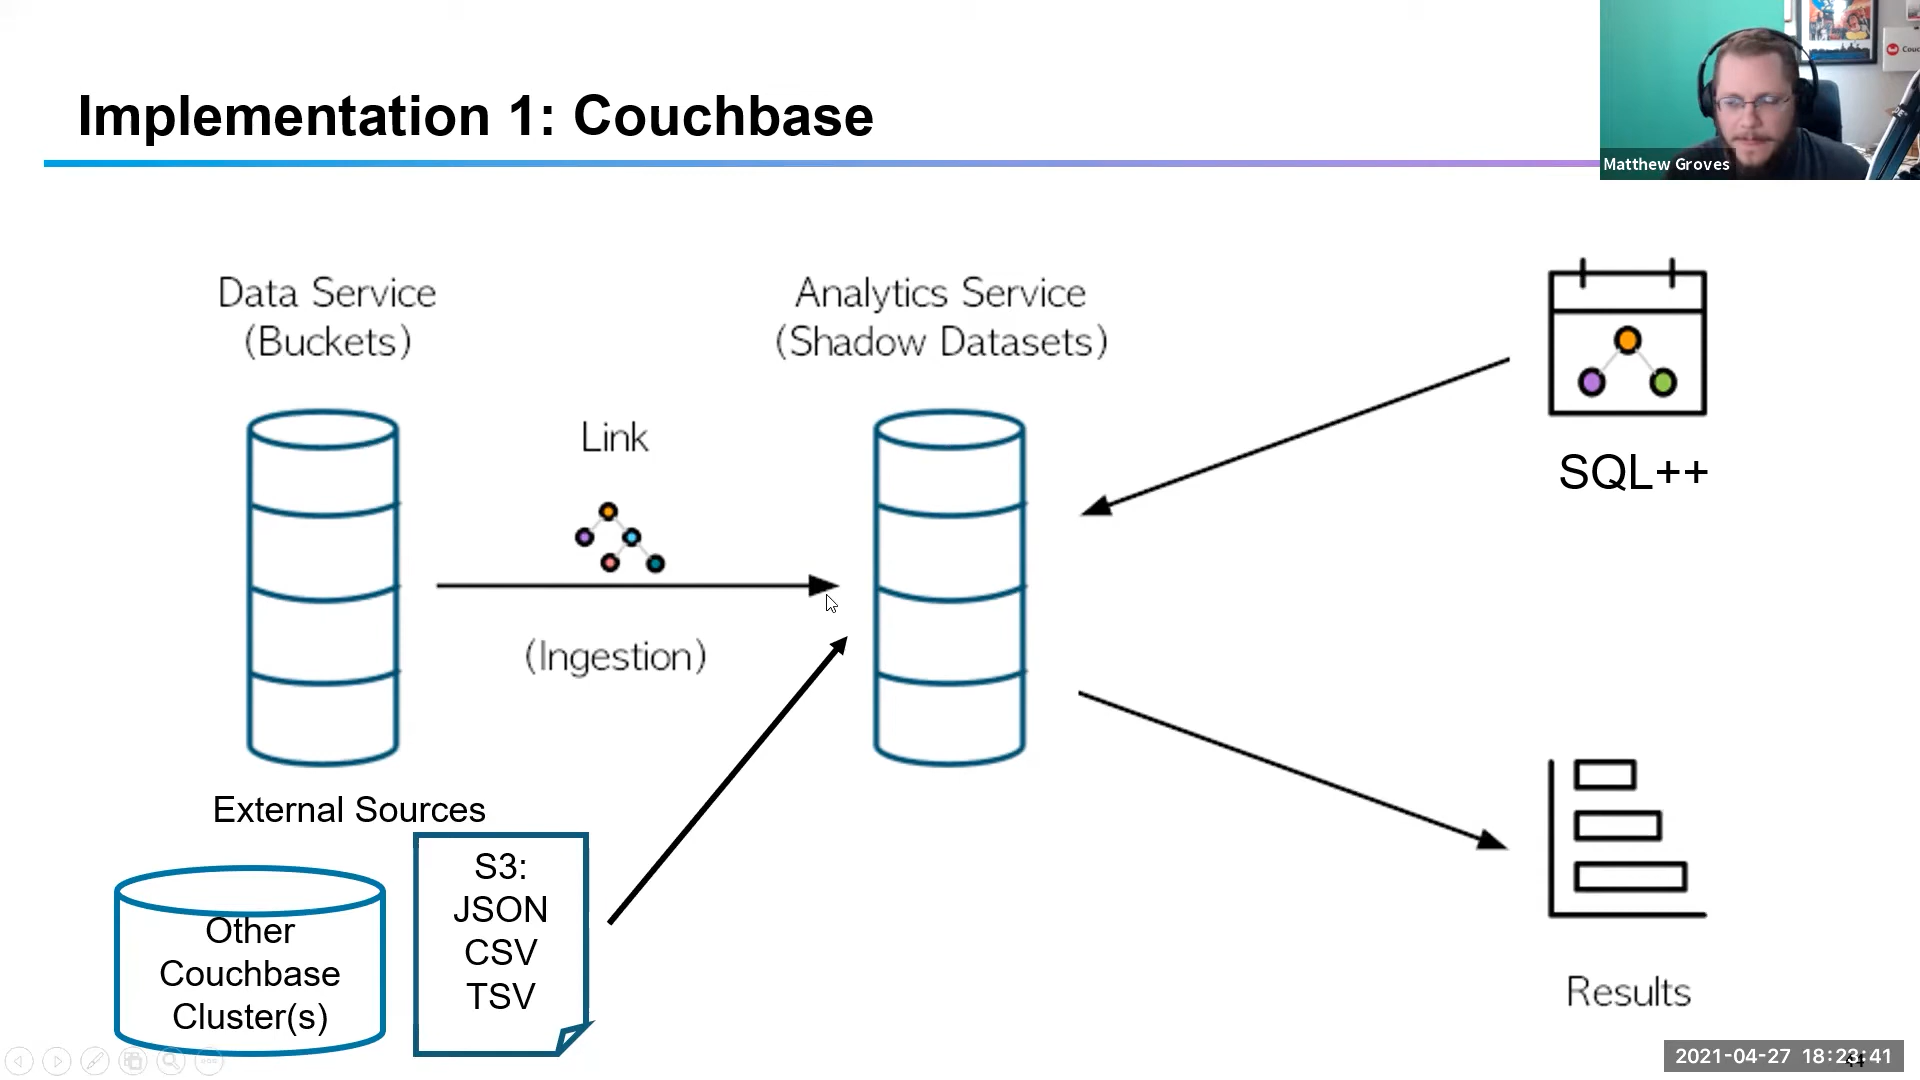 Implementation 1: Couchbase
Matthew Groves
Data Service
(Buckets)
Link
(Ingestion)
Analytics Service
(Shadow Datasets)
SQL++
External Sources
Other
Couchbase
Cluster(s)
S3:
JSON
CSV
TSV
Results
2021-04-27 18:23:41